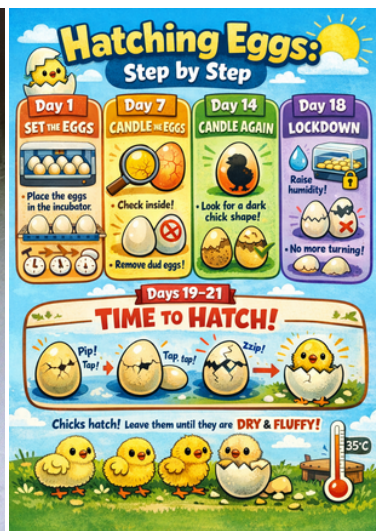 Hatching Eggs:
Step by Step
Day 1
SET THE EGGS
• Place the eggs
in the incubator.
Day 7
CANDLE THE EGGS
• Check inside!
• Remove dud eggs!
Day 14
CANDLE AGAIN
• Look for a dark
chick shape!
Day 18
LOCKDOWN
Raise
humidity!
• No more turning!
Days 19-21
TIME TO HATCH!
Pip!
Tap!
Tap, tap!
Zzip!
Chicks hatch! Leave them until they are DRY & FLUFFY!
35°C